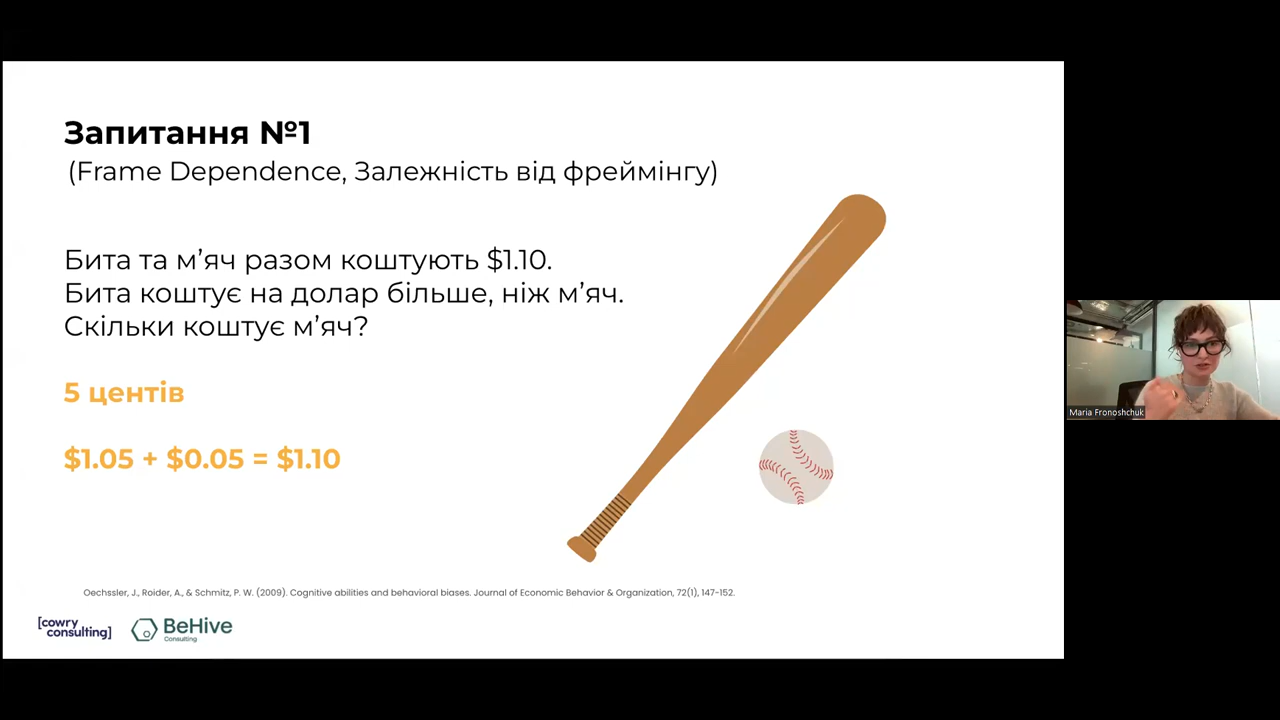 Запитання №1
(Frame Dependence, Залежність від фреймінгу)
Бита та м’яч разом коштують $1.10.
Бита коштує на долар більше, ніж м’яч.
Скільки коштує м’яч?
5 центів
$1.05 + $0.05 = $1.10
Oechssler, J., Roider, A., & Schmitz, P. W. (2009). Cognitive abilities and behavioral biases. Journal of Economic Behavior & Organization, 72(1), 147-152.
[cowry
consulting]
BeHive
Consulting
Maria Fronoshchuk